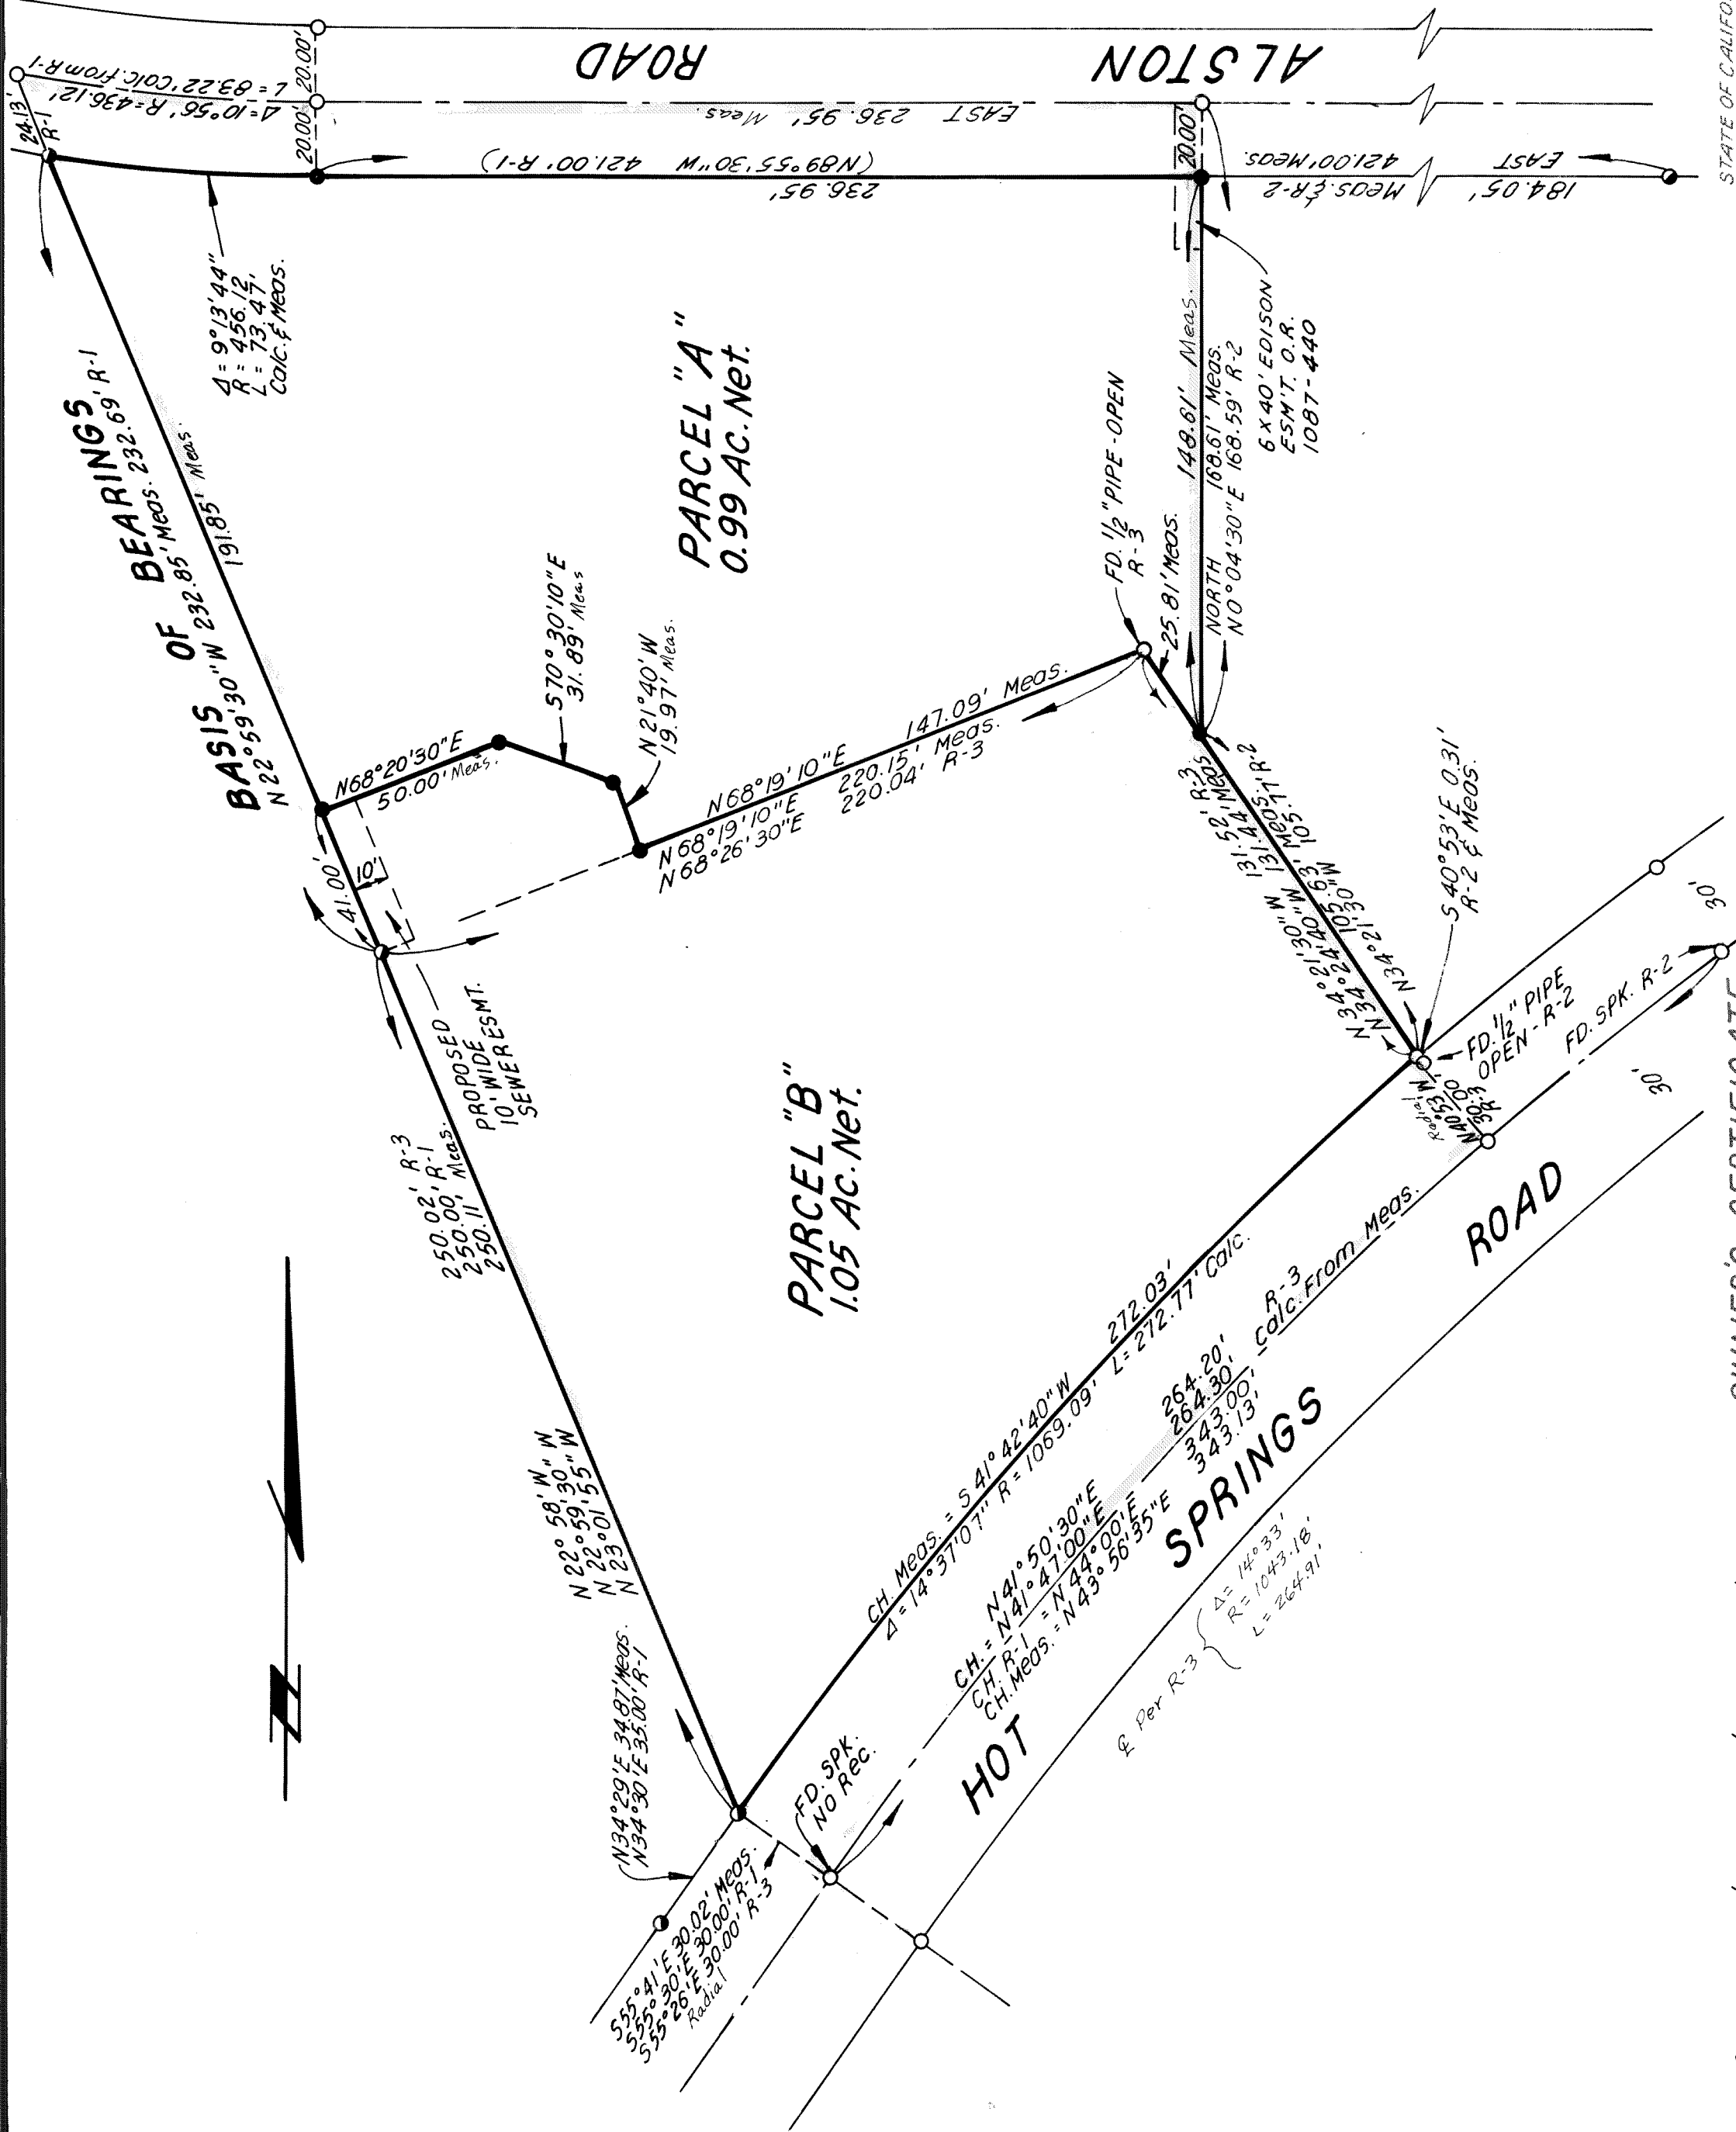 ALSTON ROAD
24.13'
R-1
Δ=10°56' R=436.12'
L=83.22' Calc. From R-1
20.00'
20.00'
EAST 236.95' Meas.
236.95'
(N89°55'30"W 421.00' R-1)
20.00'
184.05' Meas. & R-2
EAST 421.00' Meas.
BASIS OF BEARINGS
N22°59'30"W 232.85' Meas. 232.69' R-1
191.85' Meas.
Δ = 9°13'44"
R = 456.12
L = 73.47'
Calc. & Meas.
PARCEL "A"
0.99 AC. Net.
148.61' Meas.
NORTH 168.61' Meas.
N0°04'30"E 168.59' R-2
6 X 40' EDISON
ESM'T. O.R.
1087-440
FD. 1/2" PIPE-OPEN
R-3
25.81' Meas.
N68°20'30"E
50.00' Meas.
S70°30'10"E
31.89' Meas
N21°40'W
19.97' Meas.
N68°19'10"E 147.09' Meas.
N68°19'10"E 220.15' Meas.
N68°26'30"E 220.04' R-3
41.00'
10'
PROPOSED
10' WIDE
SEWER ESMT.
250.02' R-3
250.00' R-1
250.11' Meas.
N22°58'W
N22°59'30"W
N23°01'55"W
PARCEL "B"
1.05 AC. Net.
N34°21'30"W 131.52' R-3
N34°24'40"W 131.44' Meas
105.63' Meas.
N34°21'30"W 105.77' R-2
S40°53'E 0.31'
R-2 & Meas.
FD. 1/2" PIPE
OPEN - R-2
FD. SPK. R-2
Radial
30'
30'
CH. Meas. = S41°42'40"W 272.03'
Δ = 14°37'07" R = 1069.09' L = 272.77' Calc.
CH. = N41°50'30"E 264.20' R-3
N41°47'00"E 264.30' Calc. From Meas.
CH. R-1 = N44°00'E 343.00'
CH. Meas. = N43°56'35"E 343.13'
HOT SPRINGS ROAD
℄ Per R-3
Δ = 14°33'
R = 1043.18'
L = 264.91'
N34°29'E 34.87' Meas.
N34°30'E 35.00' R-1
FD. SPK.
NO REC.
S55°41'E 30.02' Meas.
S55°30'E 30.00' R-1
S55°26'E 30.00' R-3
Radial
N